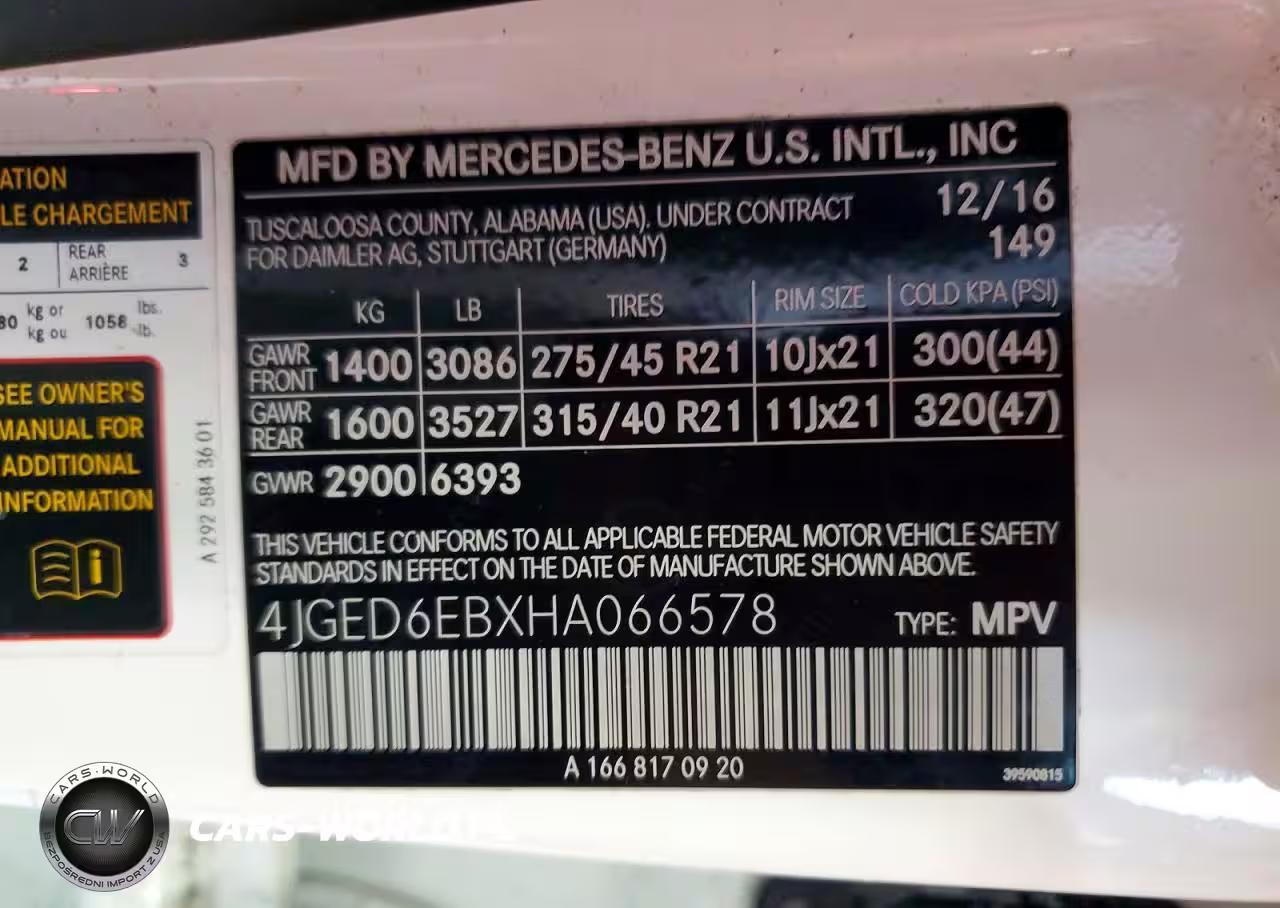 ATION
LE CHARGEMENT
2 REAR ARRIÈRE 3
80 kg or kg ou 1058 lbs. lb.
SEE OWNER'S
MANUAL FOR
ADDITIONAL
INFORMATION
A 292 584 36 01
MFD BY MERCEDES-BENZ U.S. INTL., INC
TUSCALOOSA COUNTY, ALABAMA (USA). UNDER CONTRACT 12/16
FOR DAIMLER AG, STUTTGART (GERMANY) 149
KG LB TIRES RIM SIZE COLD KPA (PSI)
GAWR FRONT 1400 3086 275/45 R21 10Jx21 300(44)
GAWR REAR 1600 3527 315/40 R21 11Jx21 320(47)
GVWR 2900 6393
THIS VEHICLE CONFORMS TO ALL APPLICABLE FEDERAL MOTOR VEHICLE SAFETY
STANDARDS IN EFFECT ON THE DATE OF MANUFACTURE SHOWN ABOVE.
4JGED6EBXHA066578 TYPE: MPV
A 166 817 09 20
39590815
CARS-WORLD
CW
BEZPOŚREDNI IMPORT Z USA